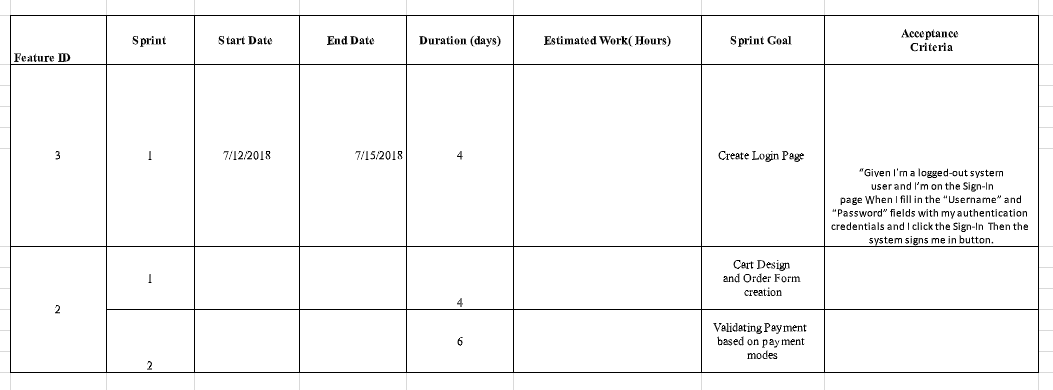 Feature ID
Sprint
Start Date
End Date
Duration (days)
Estimated Work( Hours)
Sprint Goal
Acceptance
Criteria
3
1
7/12/2018
7/15/2018
4
Create Login Page
"Given I'm a logged-out system
user and I'm on the Sign-In
page When I fill in the "Username" and
"Password" fields with my authentication
credentials and I click the Sign-In Then the
system signs me in button.
2
1
4
Cart Design
and Order Form
creation
2
6
Validating Payment
based on payment
modes